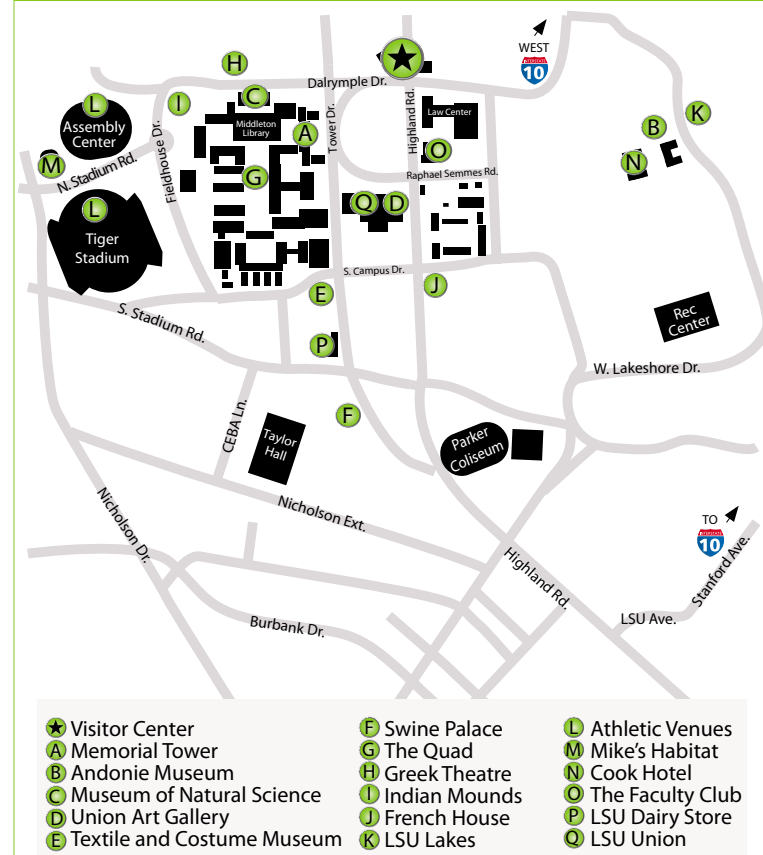 WEST
INTERSTATE
10
H
Dalrymple Dr.
L
I
C
Assembly
Center
Middleton
Library
A
Tower Dr.
Highland Rd.
Law Center
O
B
K
N
M
N. Stadium Rd.
Fieldhouse Dr.
G
Raphael Semmes Rd.
L
Tiger
Stadium
Q
D
S. Campus Dr.
E
J
S. Stadium Rd.
P
Rec
Center
W. Lakeshore Dr.
CEBA Ln.
F
Taylor
Hall
Parker
Coliseum
Nicholson Dr.
Nicholson Ext.
TO
INTERSTATE
10
Stanford Ave.
Highland Rd.
LSU Ave.
Burbank Dr.
Visitor Center
A Memorial Tower
B Andonie Museum
C Museum of Natural Science
D Union Art Gallery
E Textile and Costume Museum
F Swine Palace
G The Quad
H Greek Theatre
I Indian Mounds
J French House
K LSU Lakes
L Athletic Venues
M Mike's Habitat
N Cook Hotel
O The Faculty Club
P LSU Dairy Store
Q LSU Union